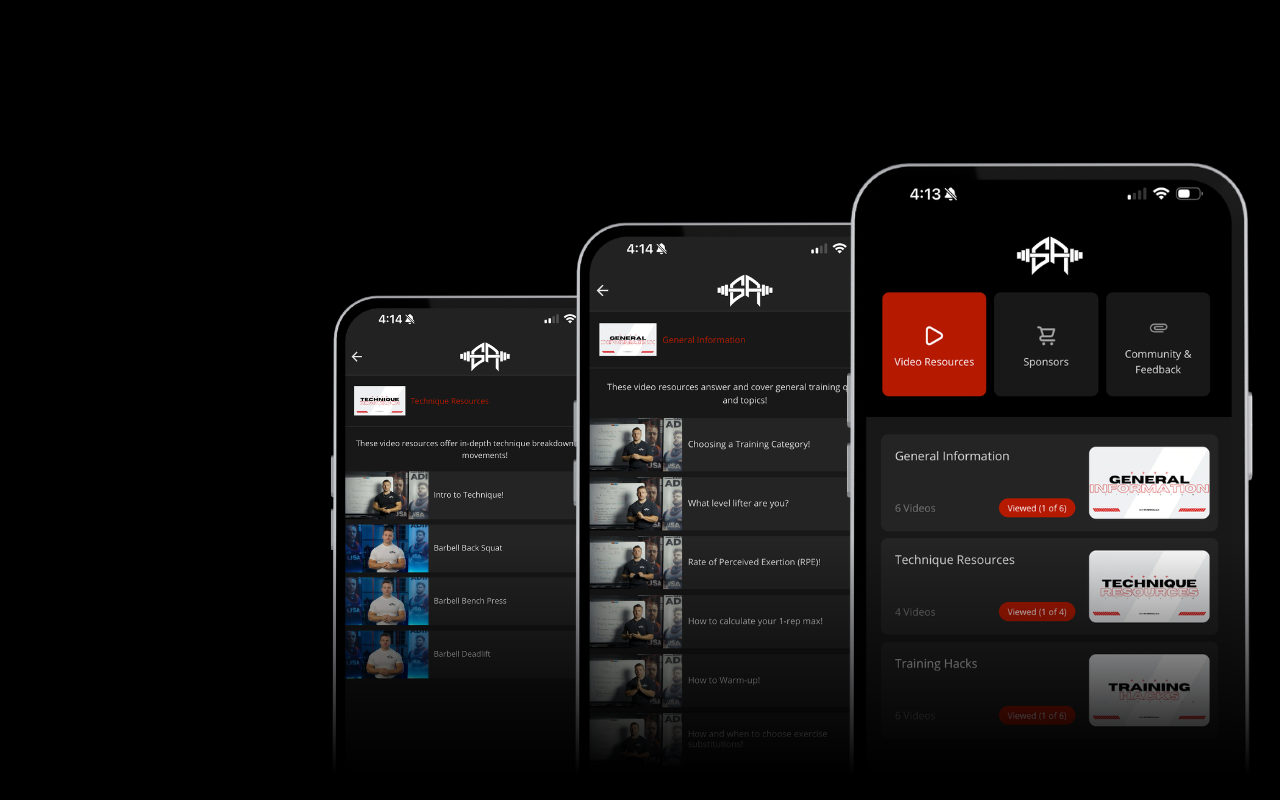 4:14
TECHNIQUE
RESOURCES
Technique Resources
These video resources offer in-depth technique breakdown
movements!
Intro to Technique!
Barbell Back Squat
Barbell Bench Press
Barbell Deadlift
4:14
GENERAL
INFORMATION
General Information
These video resources answer and cover general training q
and topics!
AD
USA
Choosing a Training Category!
What level lifter are you?
Rate of Perceived Exertion (RPE)!
How to calculate your 1-rep max!
How to Warm-up!
How and when to choose exercise
substitutions!
4:13
SA
Video Resources
Sponsors
Community &
Feedback
General Information
6 Videos
Viewed (1 of 6)
GENERAL
INFORMATION
Technique Resources
4 Videos
Viewed (1 of 4)
TECHNIQUE
RESOURCES
Training Hacks
6 Videos
Viewed (1 of 6)
TRAINING
HACKS